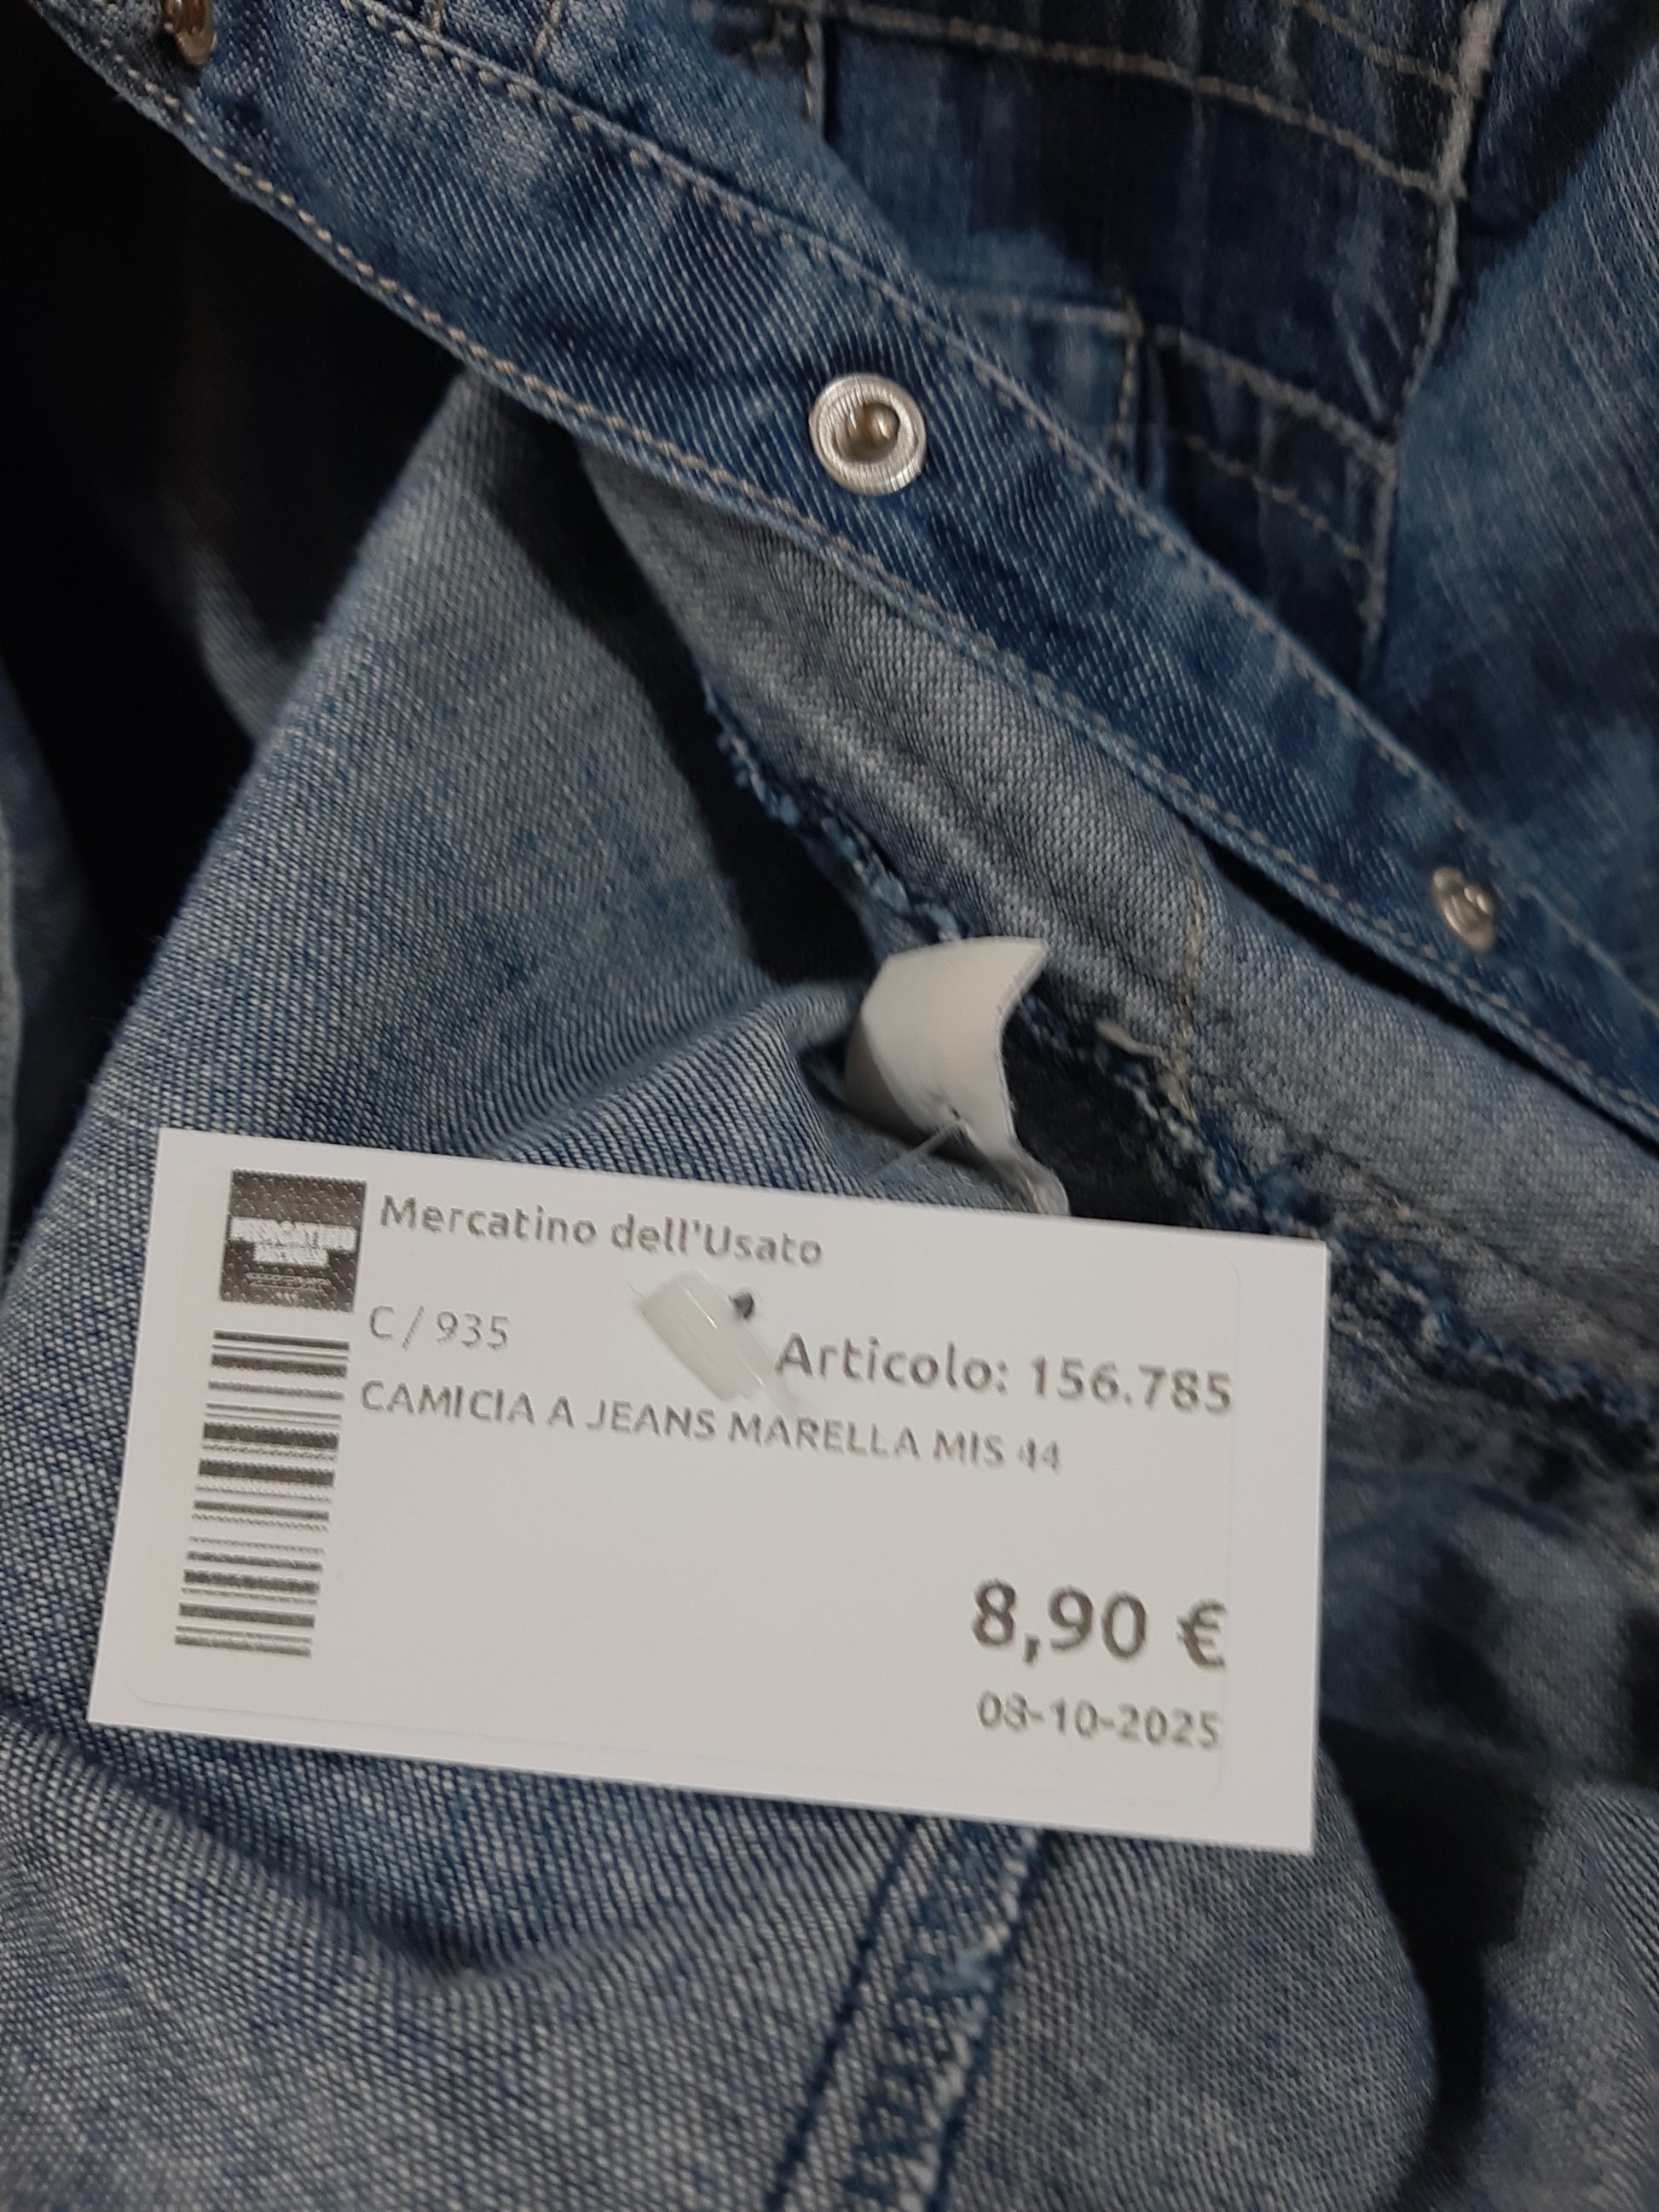 Mercatino dell'Usato
C / 935
Articolo: 156.785
CAMICIA A JEANS MARELLA MIS 44
8,90 €
08-10-2025